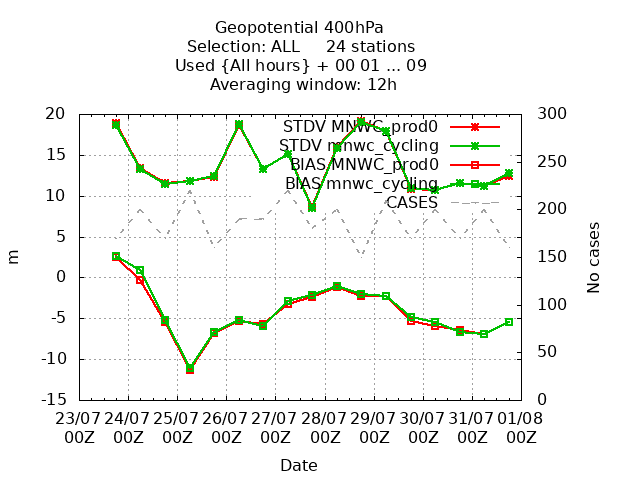 Geopotential 400hPa
Selection: ALL 24 stations
Used {All hours} + 00 01 ... 09
Averaging window: 12h
STDV MNWC_prod0
STDV mnwc_cycling
BIAS MNWC_prod0
BIAS mnwc_cycling
CASES
20
15
10
5
0
-5
-10
-15
m
300
250
200
150
100
50
0
No cases
23/07 24/07 25/07 26/07 27/07 28/07 29/07 30/07 31/07 01/08
00Z 00Z 00Z 00Z 00Z 00Z 00Z 00Z 00Z 00Z
Date